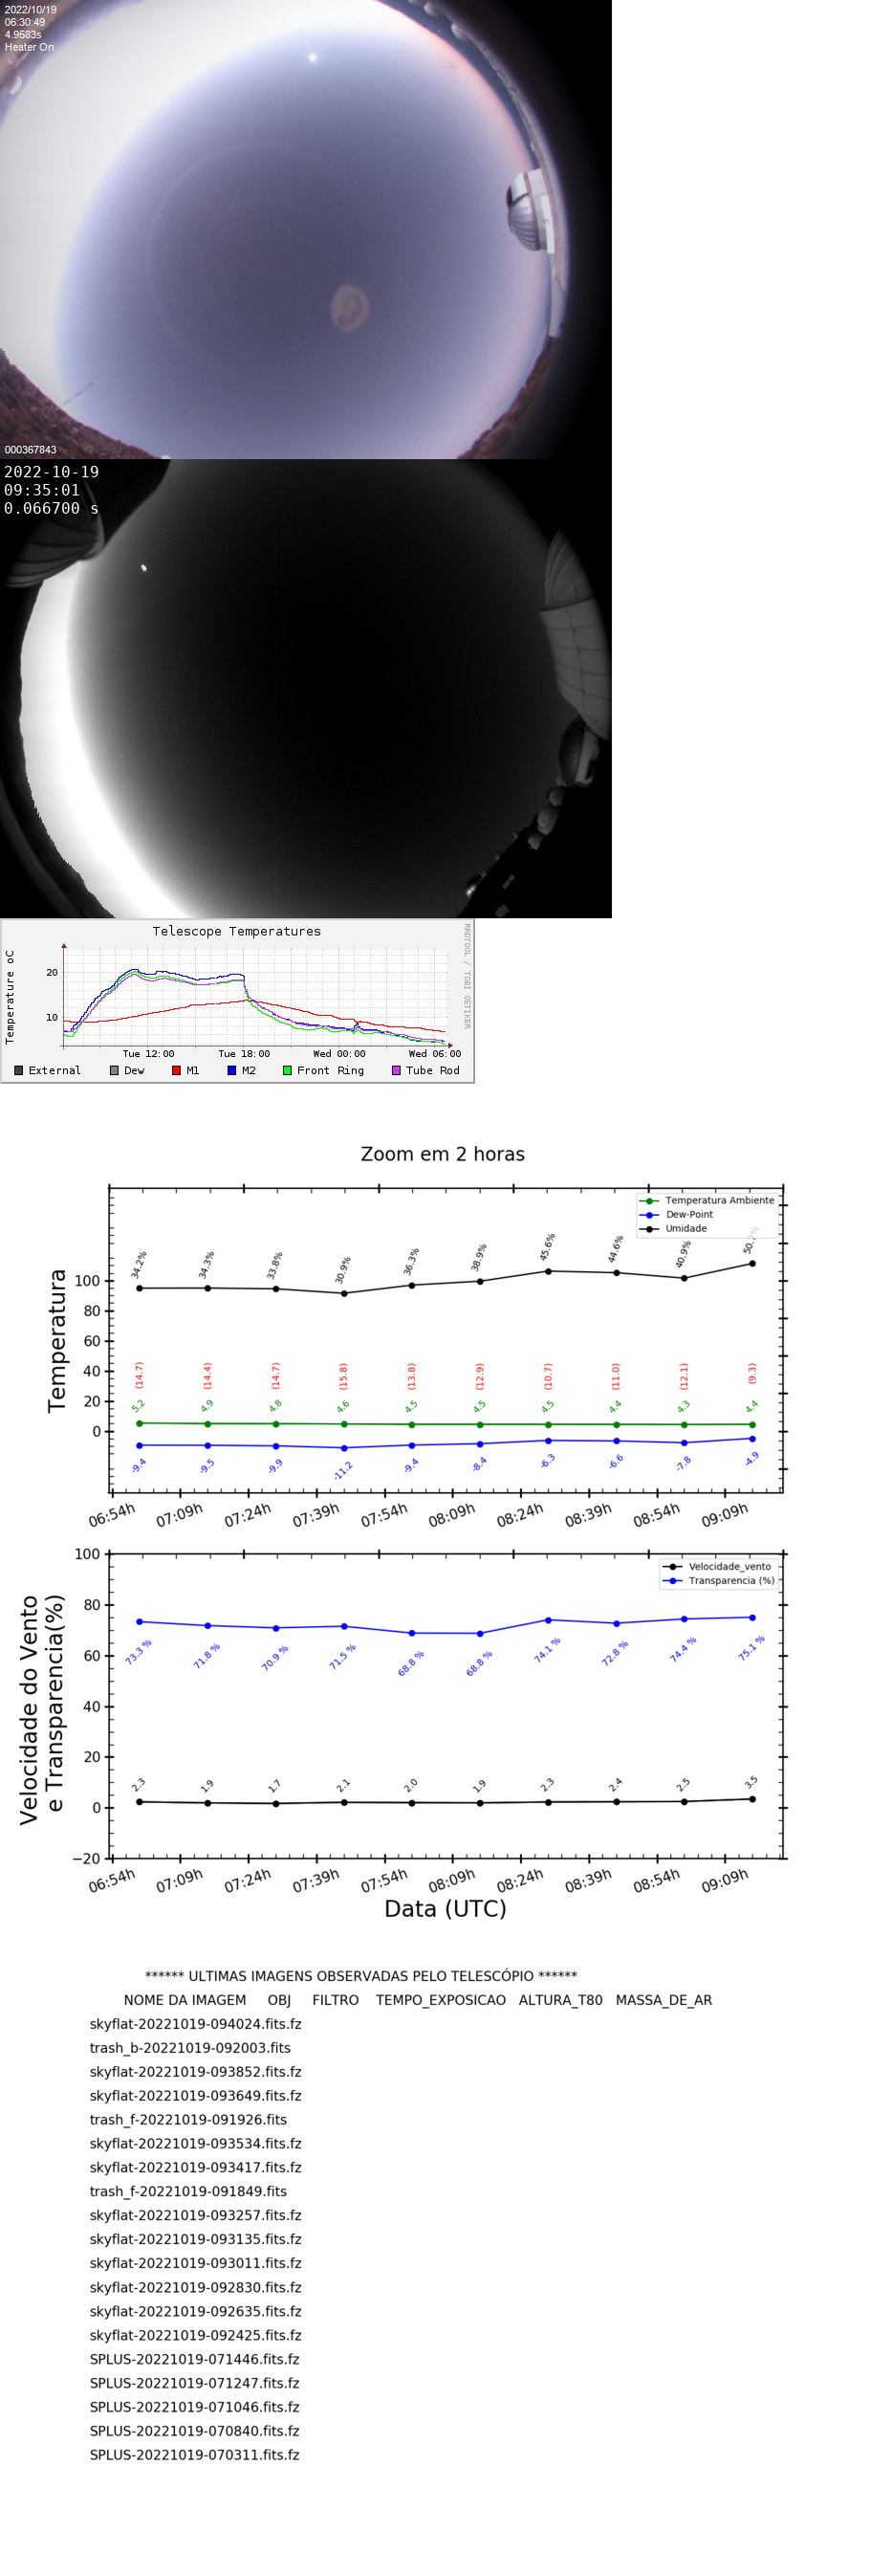 2022/10/19
06:30:49
4.9583s
Heater On
000367843
2022-10-19
09:35:01
0.066700 s
Telescope Temperatures
RRDTOOL / TOBI OETIKER
Temperature oC
20
10
Tue 12:00 Tue 18:00 Wed 00:00 Wed 06:00
External Dew M1 M2 Front Ring Tube Rod
Zoom em 2 horas
Temperatura Ambiente
Dew-Point
Umidade
Temperatura
100
80
60
40
20
0
34.2% 34.3% 33.8% 30.9% 36.3% 38.9% 45.6% 44.6% 40.9%
(14.7) (14.4) (14.7) (15.8) (13.8) (12.9) (10.7) (11.0) (12.1) (9.3)
5.2 4.9 4.8 4.6 4.5 4.5 4.5 4.4 4.3 4.4
-9.4 -9.5 -9.9 -11.2 -9.4 -8.4 -6.3 -6.6 -7.8 -4.9
06:54h 07:09h 07:24h 07:39h 07:54h 08:09h 08:24h 08:39h 08:54h 09:09h
Velocidade_vento
Transparencia (%)
Velocidade do Vento
e Transparencia(%)
100
80
60
40
20
0
−20
73.3 % 71.8 % 70.9 % 71.5 % 68.8 % 68.8 % 74.1 % 72.8 % 74.4 % 75.1 %
2.3 1.9 1.7 2.1 2.0 1.9 2.3 2.4 2.5 3.5
06:54h 07:09h 07:24h 07:39h 07:54h 08:09h 08:24h 08:39h 08:54h 09:09h
Data (UTC)
****** ULTIMAS IMAGENS OBSERVADAS PELO TELESCÓPIO ******
NOME DA IMAGEM OBJ FILTRO TEMPO_EXPOSICAO ALTURA_T80 MASSA_DE_AR
skyflat-20221019-094024.fits.fz
trash_b-20221019-092003.fits
skyflat-20221019-093852.fits.fz
skyflat-20221019-093649.fits.fz
trash_f-20221019-091926.fits
skyflat-20221019-093534.fits.fz
skyflat-20221019-093417.fits.fz
trash_f-20221019-091849.fits
skyflat-20221019-093257.fits.fz
skyflat-20221019-093135.fits.fz
skyflat-20221019-093011.fits.fz
skyflat-20221019-092830.fits.fz
skyflat-20221019-092635.fits.fz
skyflat-20221019-092425.fits.fz
SPLUS-20221019-071446.fits.fz
SPLUS-20221019-071247.fits.fz
SPLUS-20221019-071046.fits.fz
SPLUS-20221019-070840.fits.fz
SPLUS-20221019-070311.fits.fz